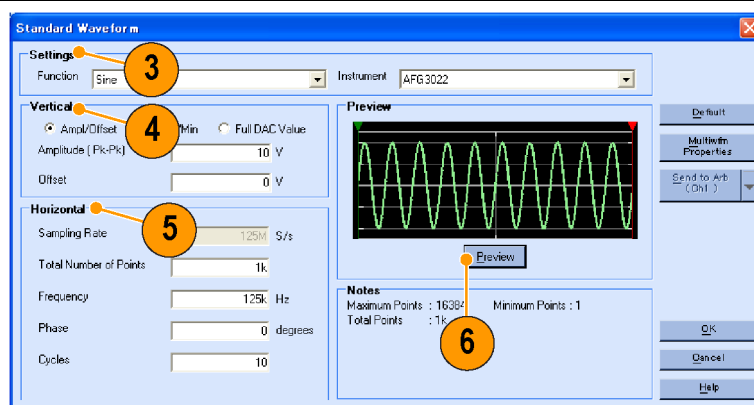 Standard Waveform
Settings
3
Function Sine Instrument AFG3022
Vertical
4
Ampl/Offset /Min Full DAC Value
Amplitude ( Pk-Pk) 10 V
Offset 0 V
Horizontal
5
Sampling Rate 125M S/s
Total Number of Points 1k
Frequency 125k Hz
Phase 0 degrees
Cycles 10
Preview
Preview
6
Notes
Maximum Points : 16384 Minimum Points : 1
Total Points : 1k
Default
Multiwfm
Properties
Send to Arb
(Ch1 )
OK
Cancel
Help